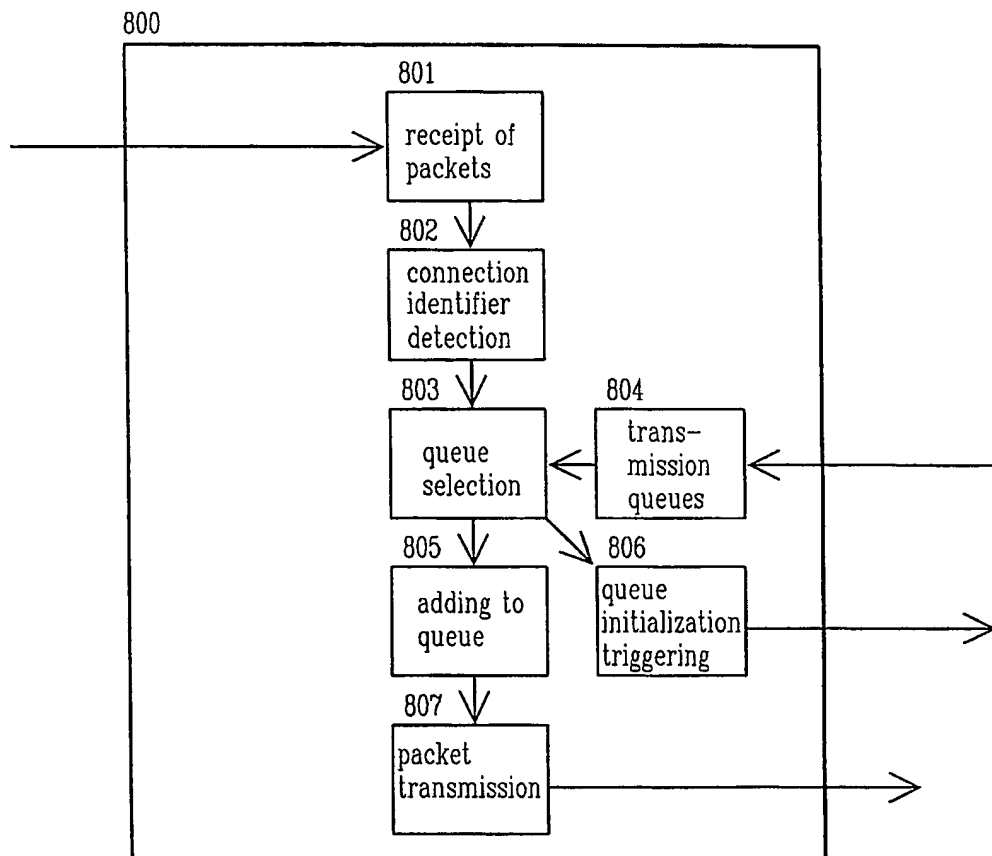 800
801
receipt of
packets
802
connection
identifier
detection
803
queue
selection
804
trans-
mission
queues
805
adding to
queue
806
queue
initialization
triggering
807
packet
transmission